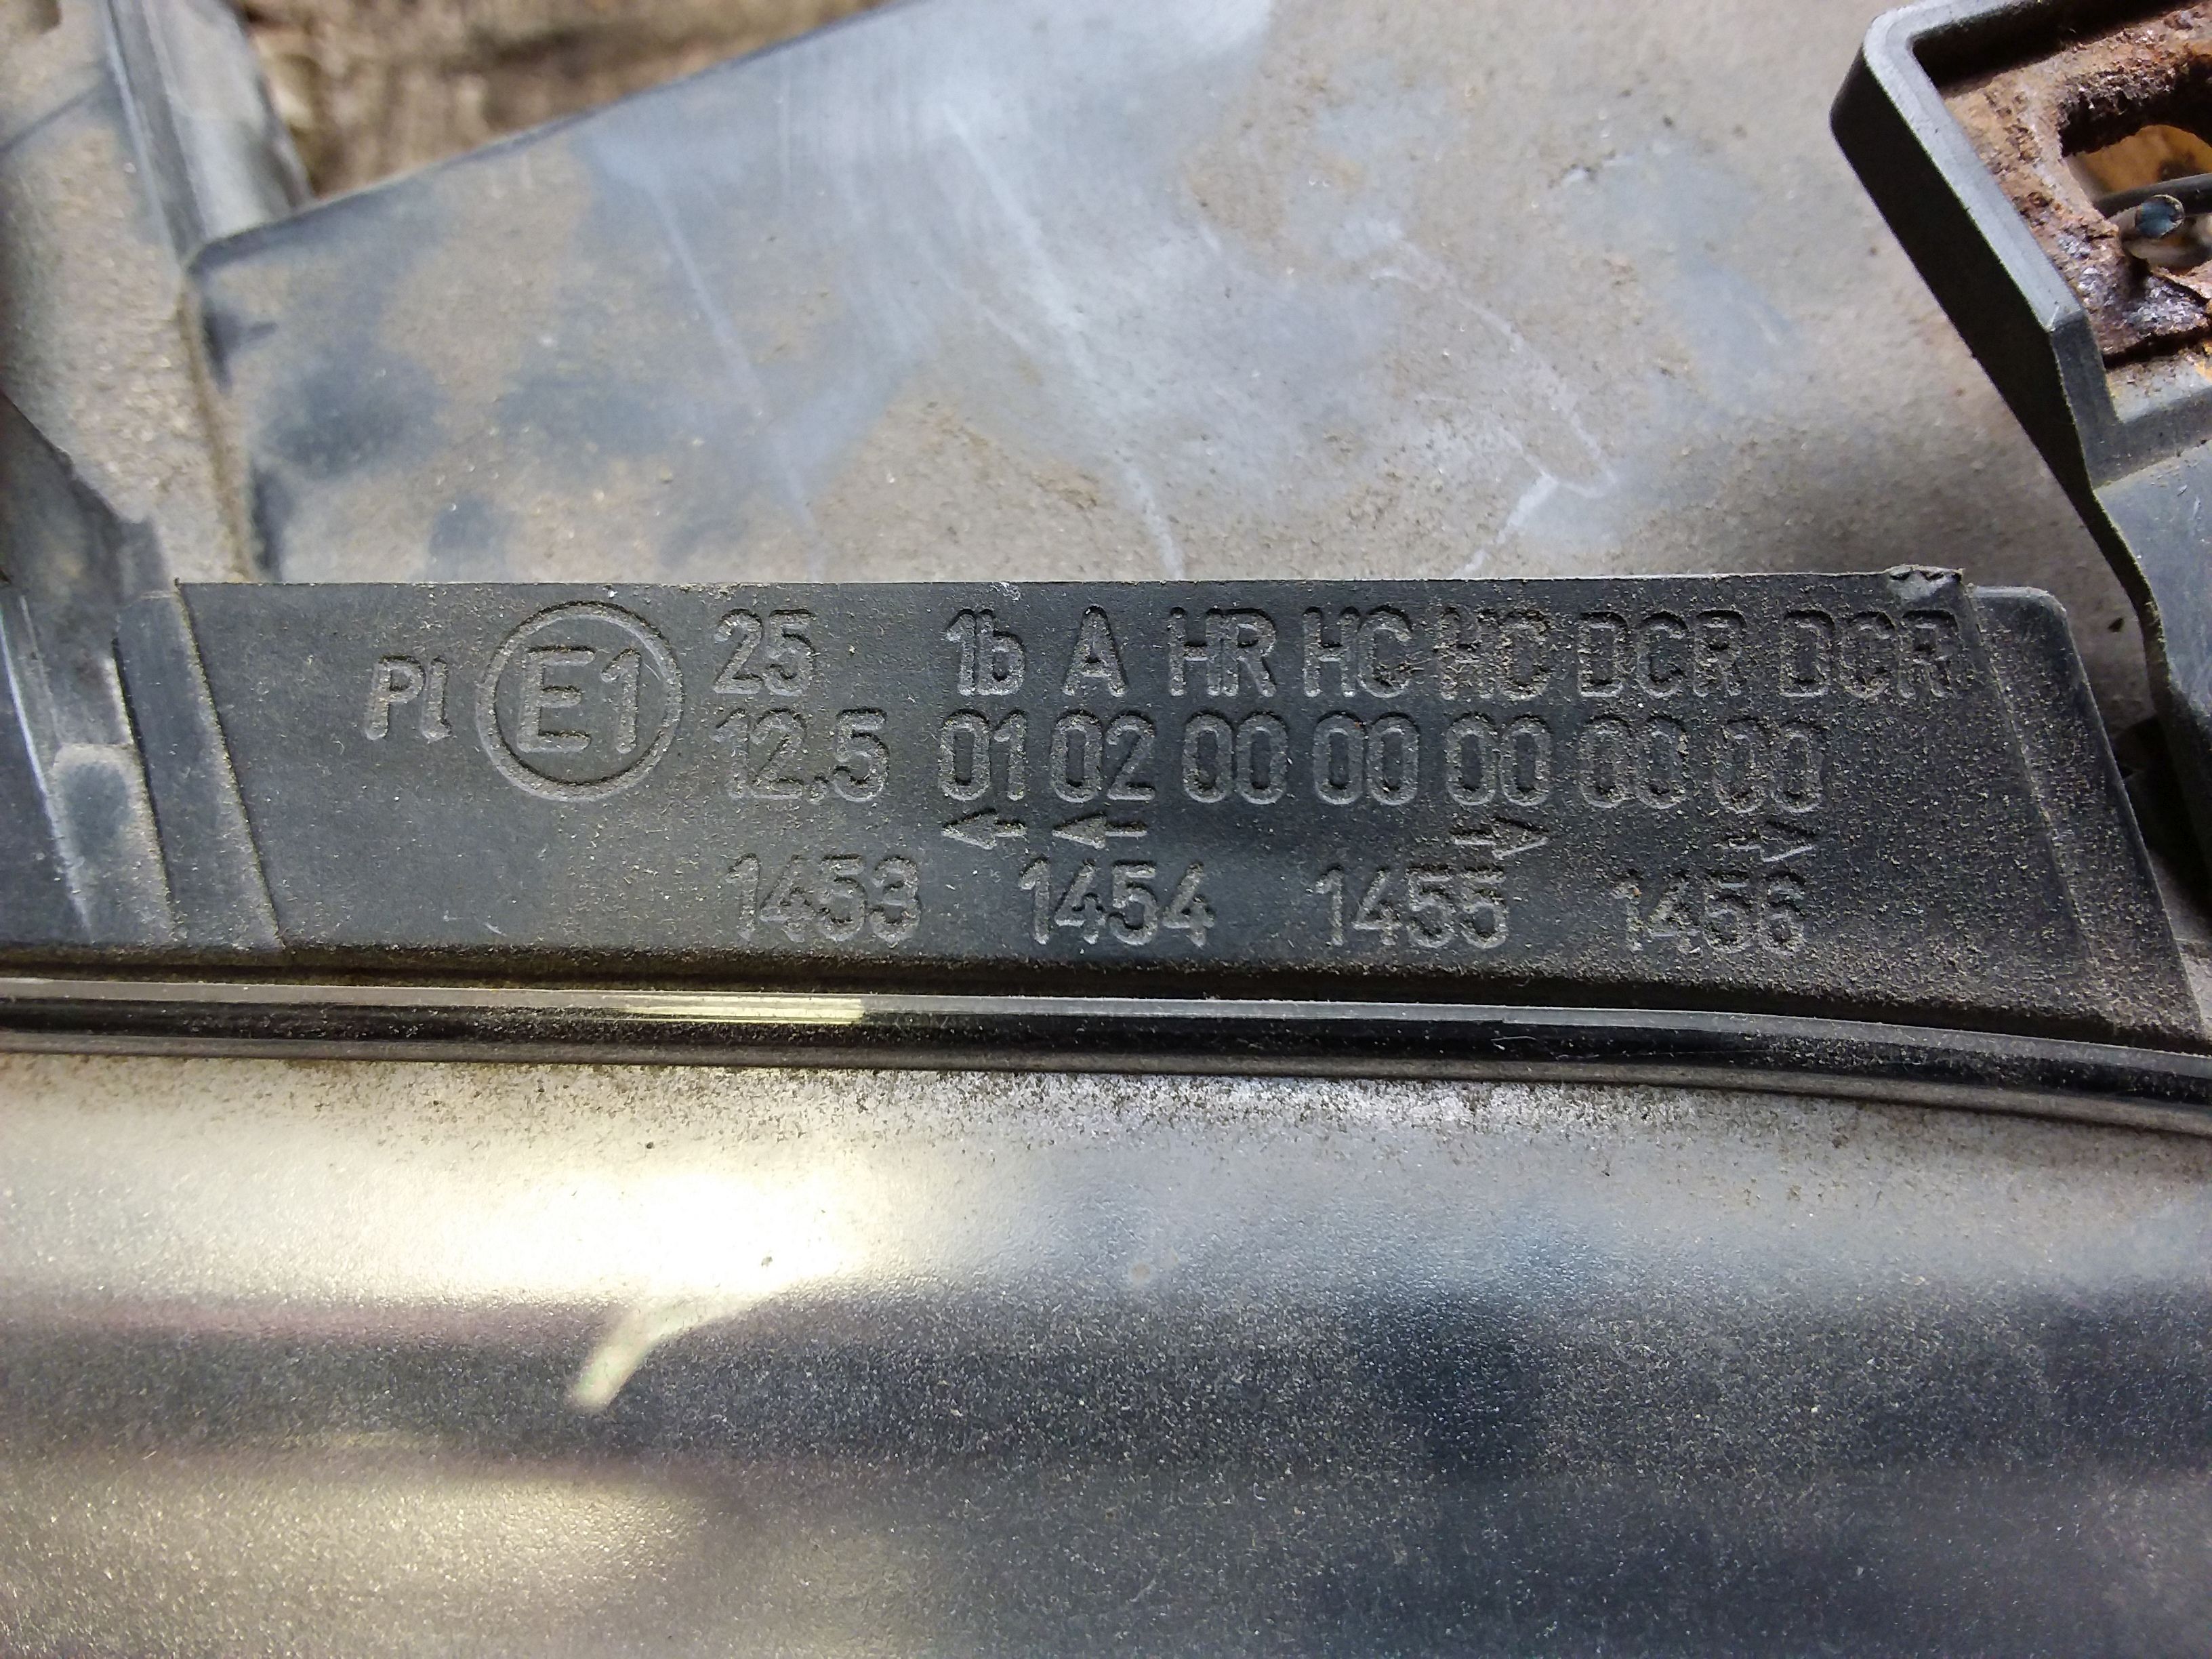 Pl E1 25 1b A HR HC HC DCR DCR
12,5 01 02 00 00 00 00 00
← ← → →
1453 1454 1455 1456